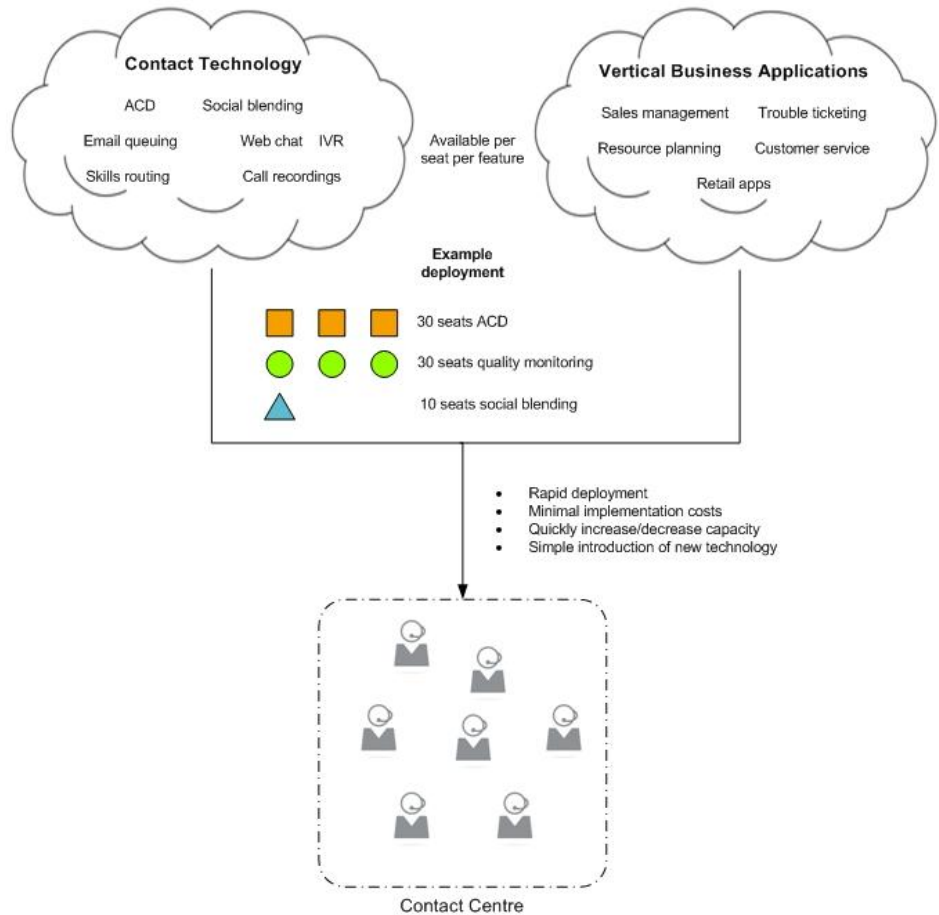 Contact Technology
ACD Social blending
Email queuing Web chat IVR
Skills routing Call recordings
Available per
seat per feature
Vertical Business Applications
Sales management Trouble ticketing
Resource planning Customer service
Retail apps
Example
deployment
30 seats ACD
30 seats quality monitoring
10 seats social blending
• Rapid deployment
• Minimal implementation costs
• Quickly increase/decrease capacity
• Simple introduction of new technology
Contact Centre